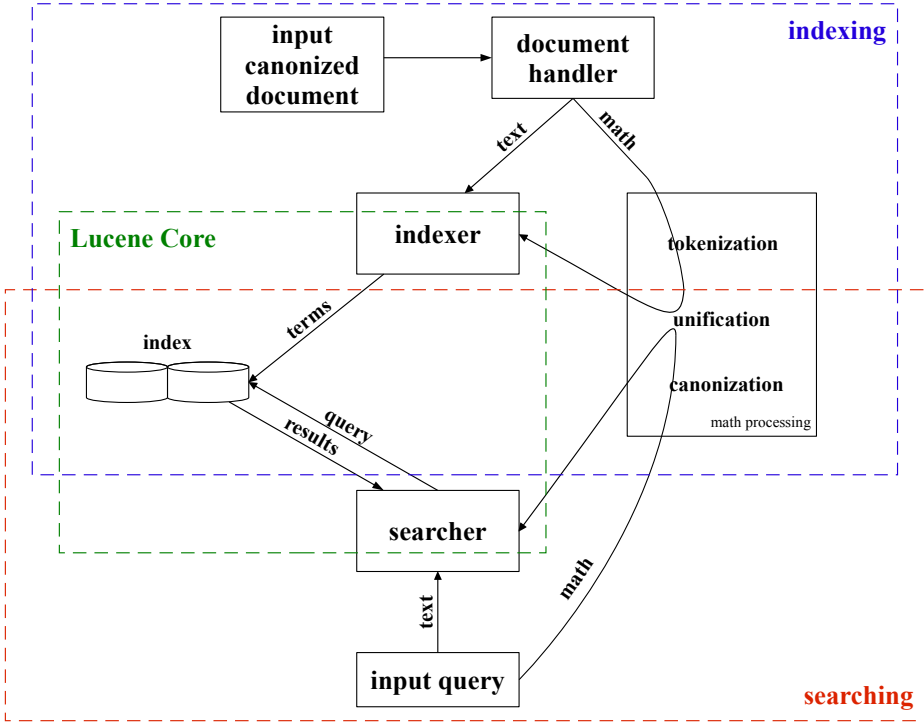 input
canonized
document
document
handler
indexing
text
math
Lucene Core
indexer
tokenization
terms
unification
index
canonization
math processing
query
results
searcher
math
text
input query
searching